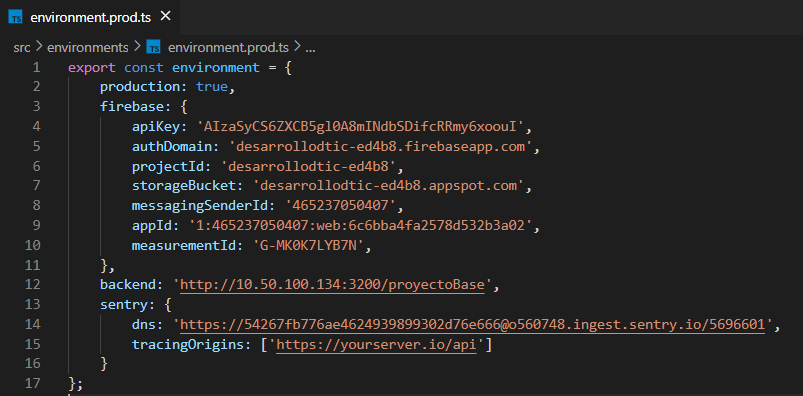 TS environment.prod.ts ×
src > environments > TS environment.prod.ts > ...
1 export const environment = {
2 production: true,
3 firebase: {
4 apiKey: 'AIzaSyCS6ZXCB5gl0A8mINdbSDifcRRmy6xoouI',
5 authDomain: 'desarrollodtic-ed4b8.firebaseapp.com',
6 projectId: 'desarrollodtic-ed4b8',
7 storageBucket: 'desarrollodtic-ed4b8.appspot.com',
8 messagingSenderId: '465237050407',
9 appId: '1:465237050407:web:6c6bba4fa2578d532b3a02',
10 measurementId: 'G-MK0K7LYB7N',
11 },
12 backend: 'http://10.50.100.134:3200/proyectoBase',
13 sentry: {
14 dns: 'https://54267fb776ae4624939899302d76e666@o560748.ingest.sentry.io/5696601',
15 tracingOrigins: ['https://yourserver.io/api']
16 }
17 };